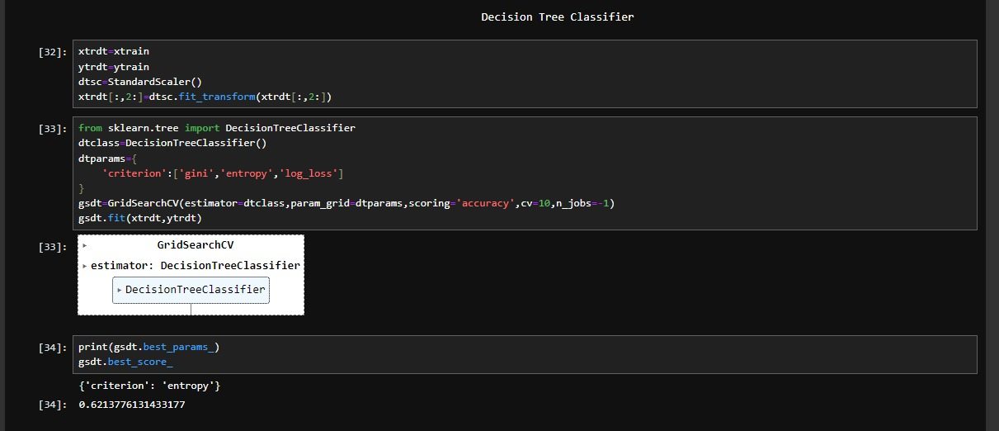 Decision Tree Classifier
[32]:
xtrdt=xtrain
ytrdt=ytrain
dtsc=StandardScaler()
xtrdt[:,2:]=dtsc.fit_transform(xtrdt[:,2:])
[33]:
from sklearn.tree import DecisionTreeClassifier
dtclass=DecisionTreeClassifier()
dtparams={
    'criterion':['gini','entropy','log_loss']
}
gsdt=GridSearchCV(estimator=dtclass,param_grid=dtparams,scoring='accuracy',cv=10,n_jobs=-1)
gsdt.fit(xtrdt,ytrdt)
[33]:
▸ GridSearchCV
▸ estimator: DecisionTreeClassifier
▸ DecisionTreeClassifier
[34]:
print(gsdt.best_params_)
gsdt.best_score_
{'criterion': 'entropy'}
[34]: 0.6213776131433177